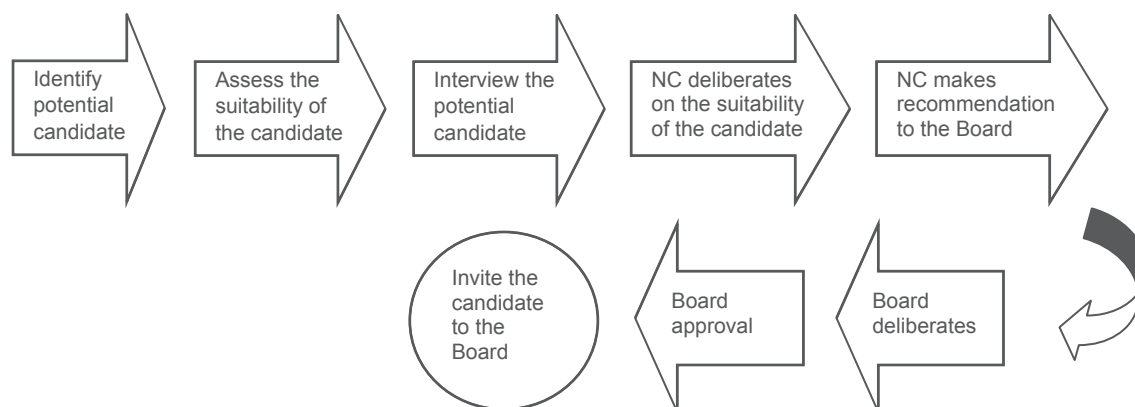 Identify
potential
candidate
Assess the
suitability of
the candidate
Interview the
potential
candidate
NC deliberates
on the suitability
of the candidate
NC makes
recommendation
to the Board
Board
deliberates
Board
approval
Invite the
candidate
to the
Board